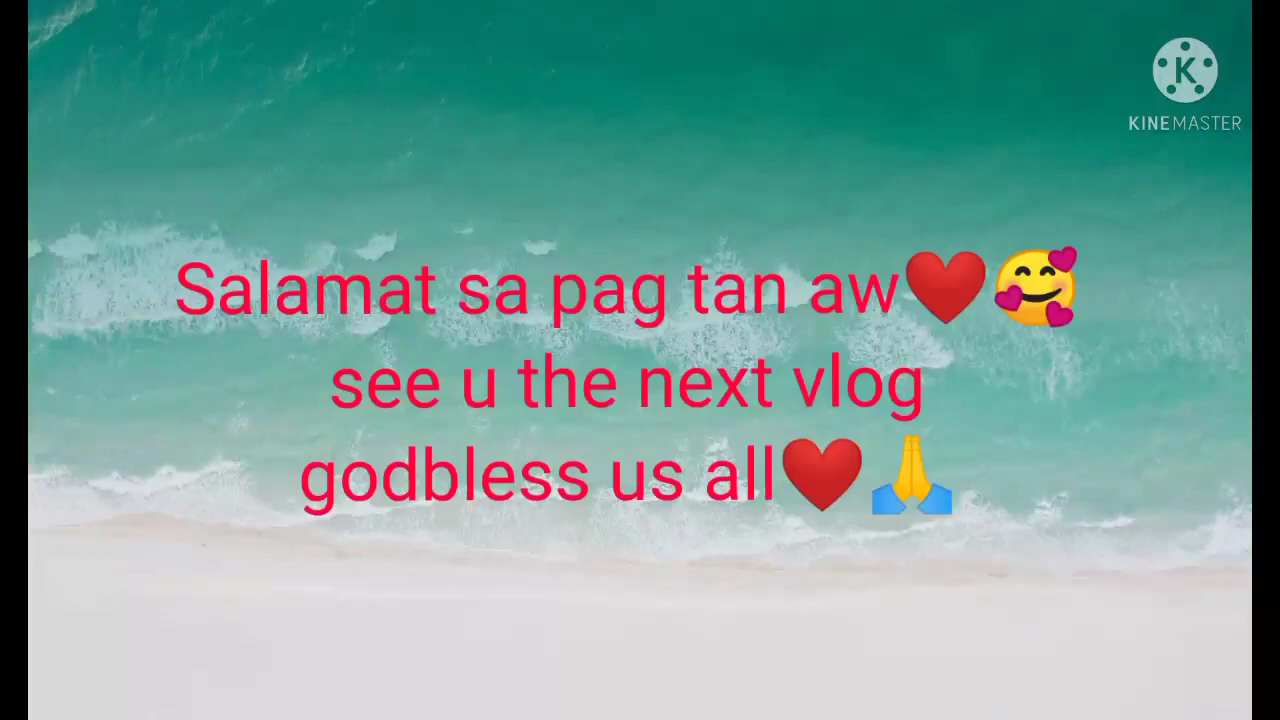 KINEMASTER
Salamat sa pag tan aw❤️🥰
see u the next vlog
godbless us all❤️🙏